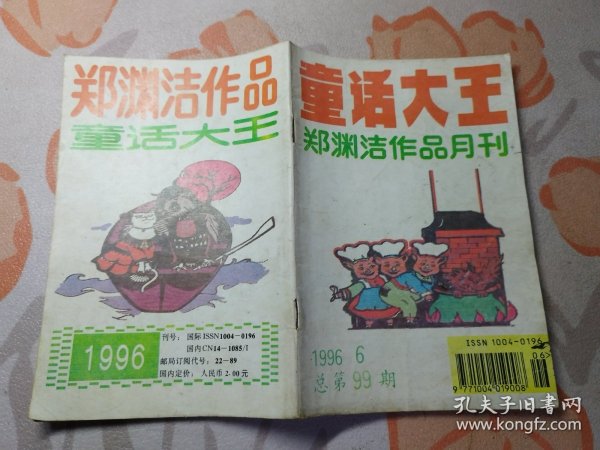 郑渊洁作品
童话大王
1996
刊号：国际ISSN1004-0196
国内CN14-1085/I
邮局订阅代号：22-89
国内定价：人民币2.00元
童话大王
郑渊洁作品月刊
1996 6
总第99期
ISSN 1004-0196
06>
9 771004 019008
孔夫子旧书网
www.kongfz.com